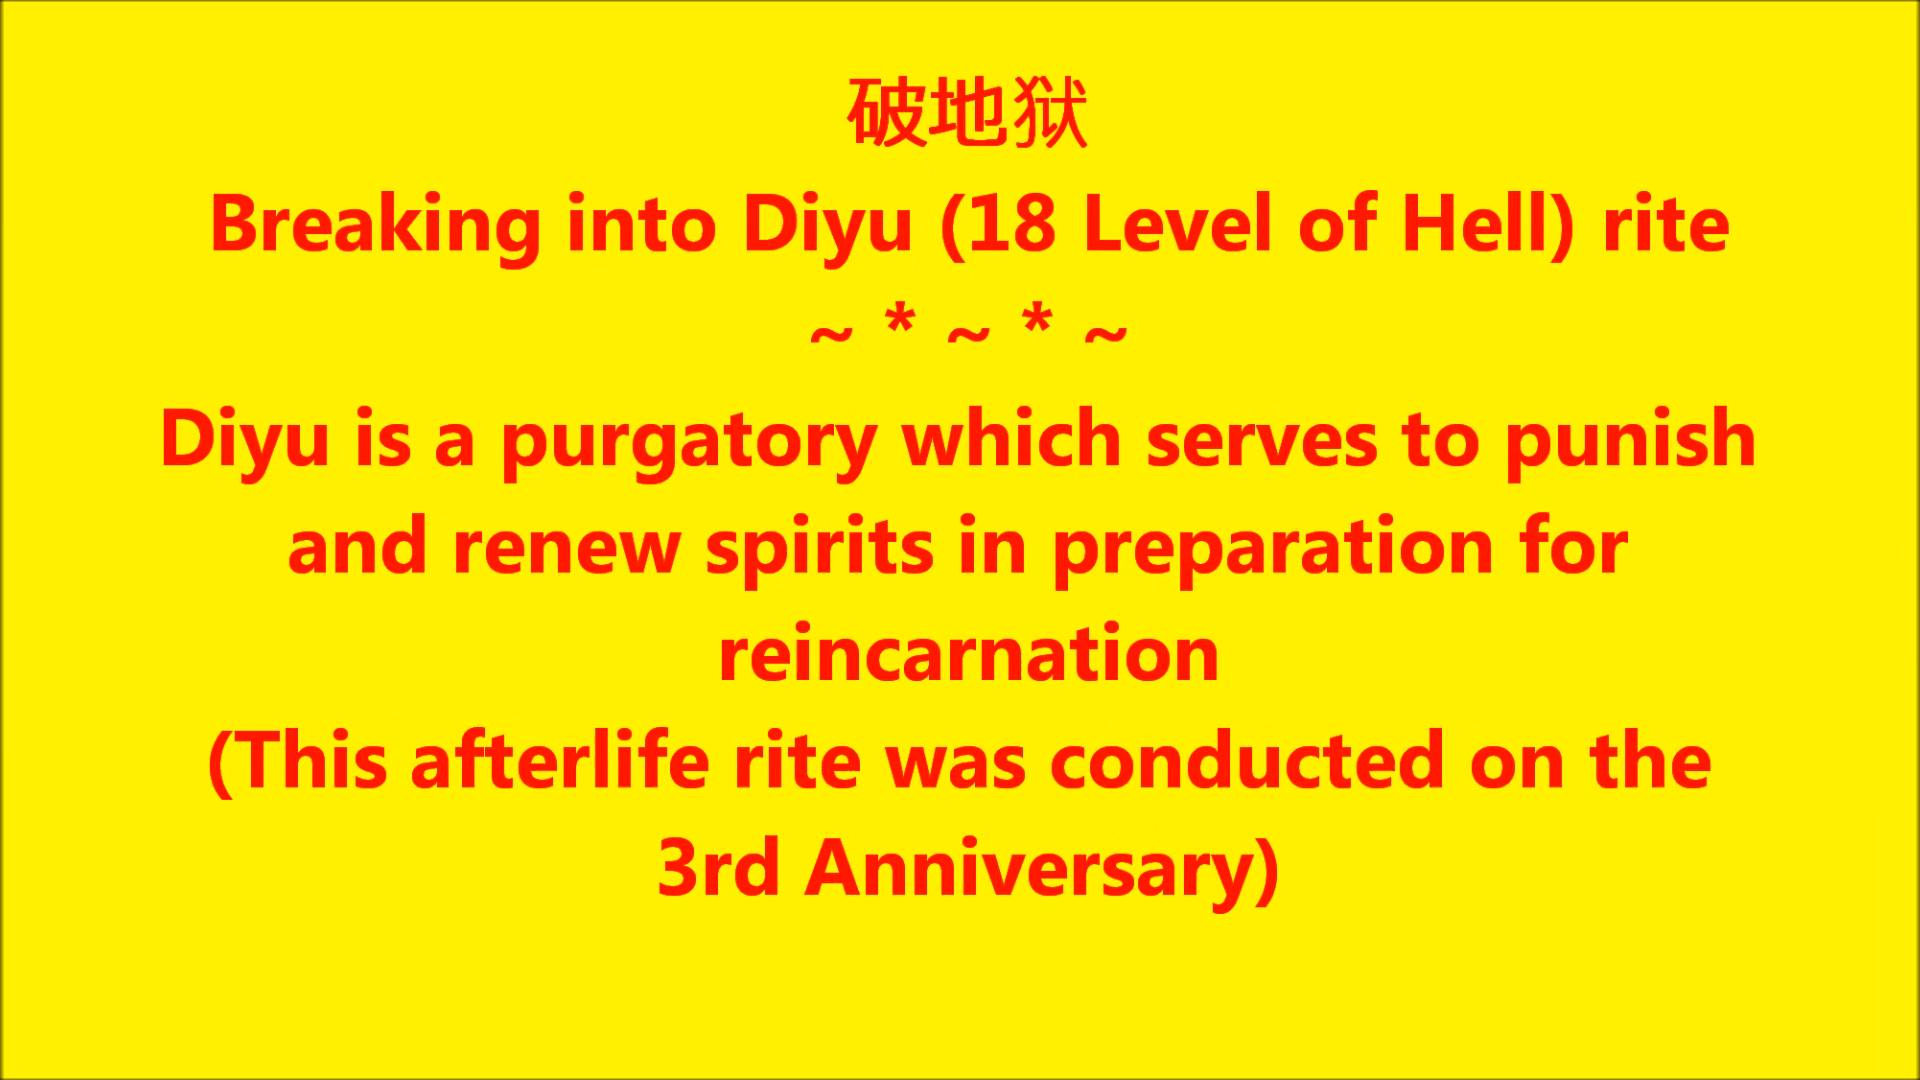 破地狱
Breaking into Diyu (18 Level of Hell) rite
~ * ~ * ~
Diyu is a purgatory which serves to punish
and renew spirits in preparation for
reincarnation
(This afterlife rite was conducted on the
3rd Anniversary)